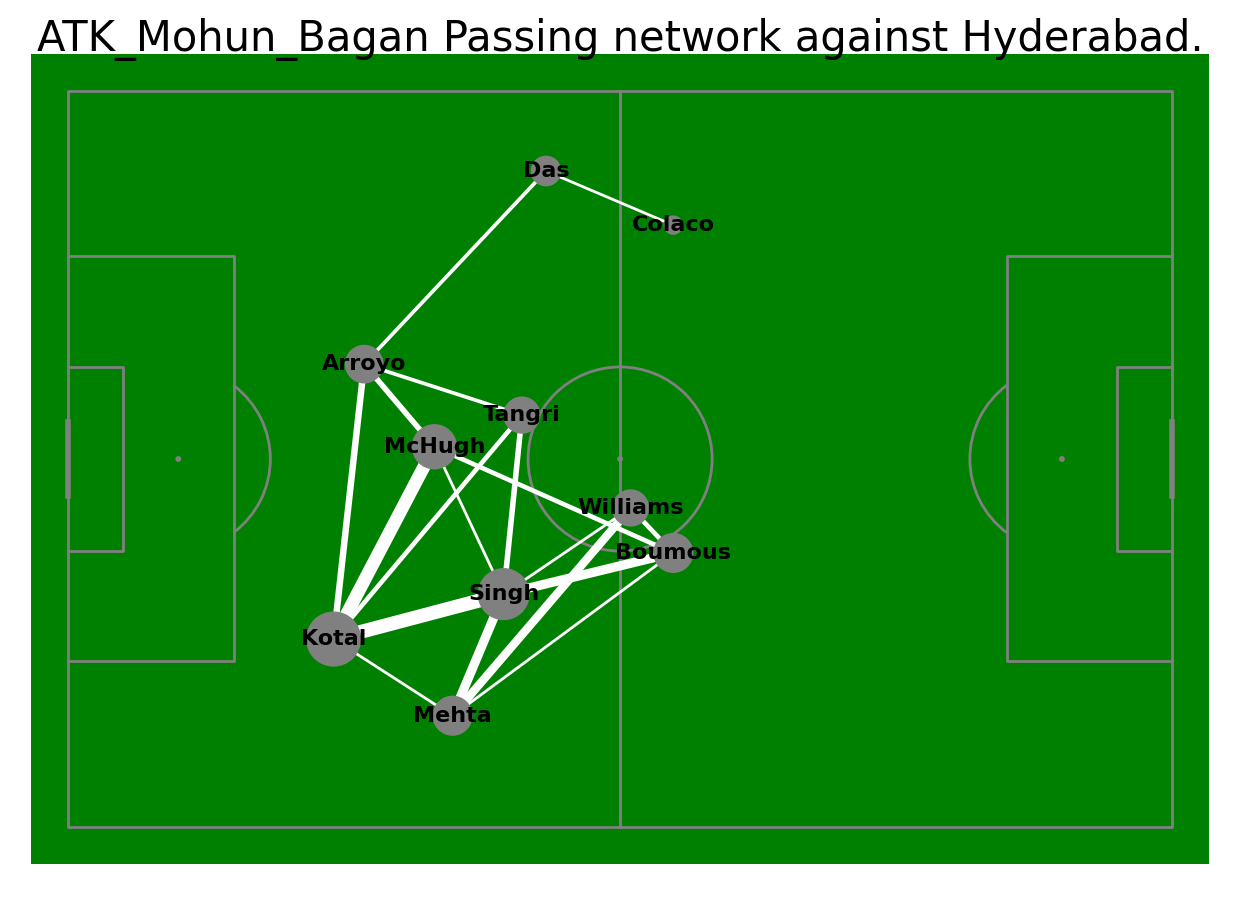 ATK_Mohun_Bagan Passing network against Hyderabad.
Das
Colaco
Arroyo
Tangri
McHugh
Williams
Boumous
Singh
Kotal
Mehta